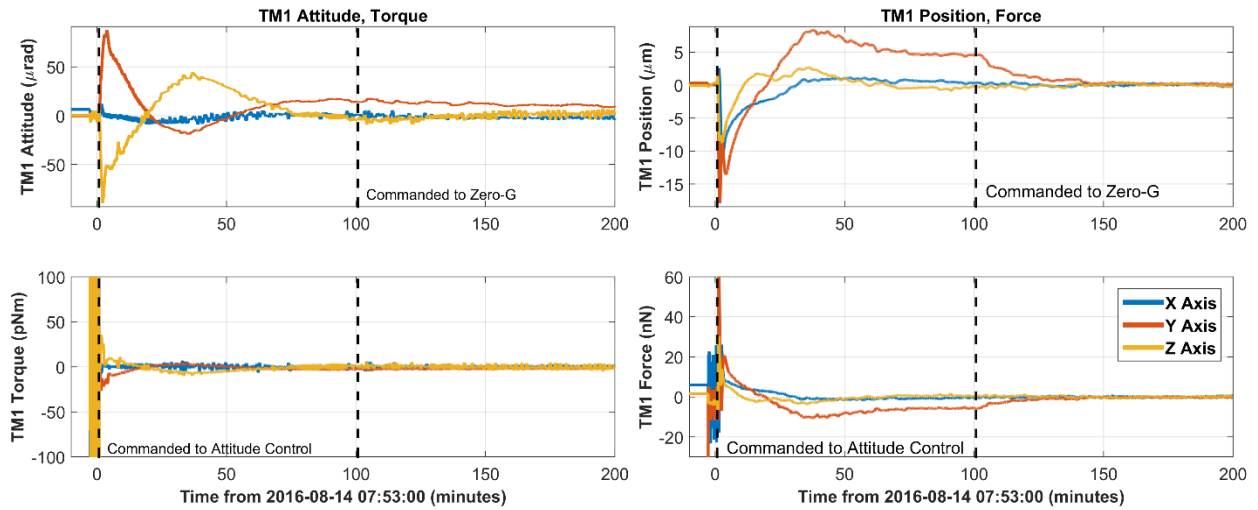 TM1 Attitude, Torque
TM1 Attitude (μrad)
50
0
-50
Commanded to Zero-G
0
50
100
150
200
TM1 Position, Force
TM1 Position (μm)
5
0
-5
-10
-15
Commanded to Zero-G
0
50
100
150
200
TM1 Torque (pNm)
100
50
0
-50
-100
Commanded to Attitude Control
0
50
100
150
200
Time from 2016-08-14 07:53:00 (minutes)
TM1 Force (nN)
60
40
20
0
-20
X Axis
Y Axis
Z Axis
Commanded to Attitude Control
0
50
100
150
200
Time from 2016-08-14 07:53:00 (minutes)